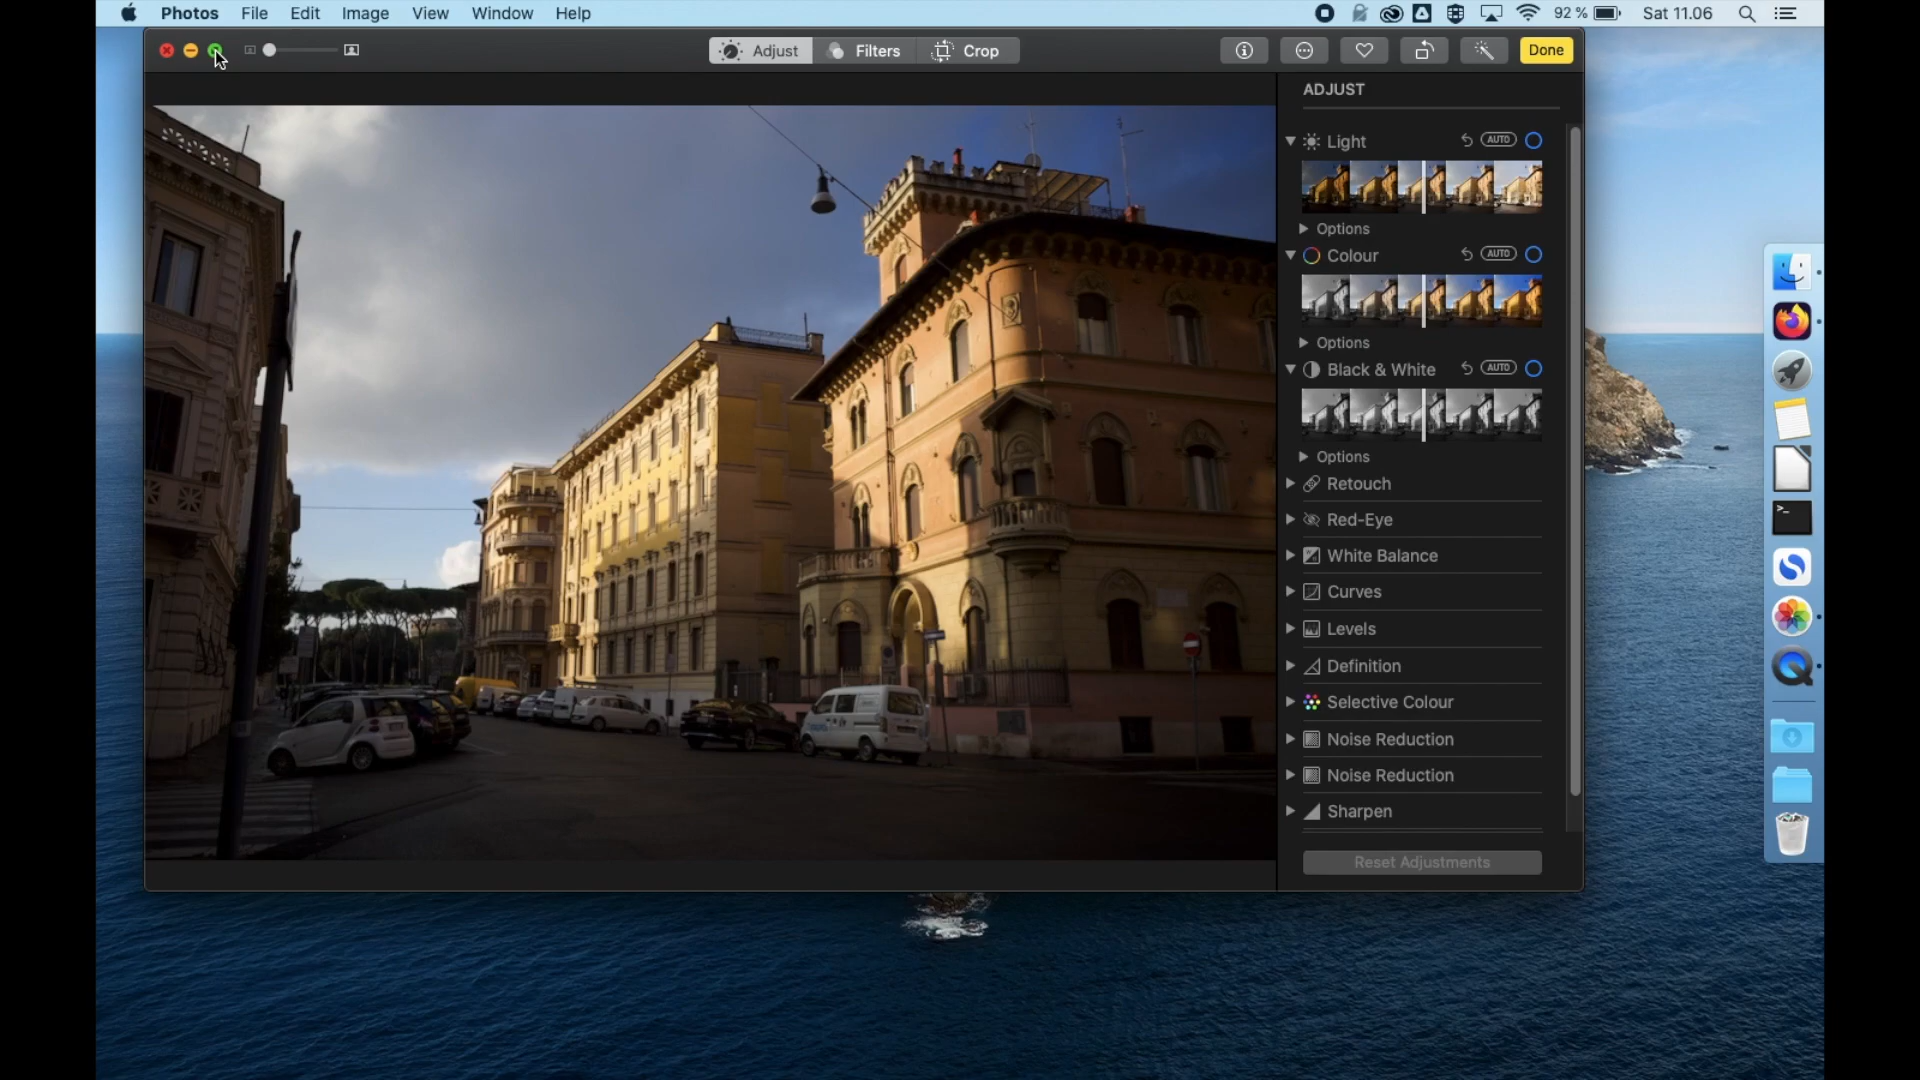 Photos File Edit Image View Window Help 92 % Sat 11.06
Adjust Filters Crop Done
ADJUST
Light AUTO
Options
Colour AUTO
Options
Black & White AUTO
Options
Retouch
Red-Eye
White Balance
Curves
Levels
Definition
Selective Colour
Noise Reduction
Noise Reduction
Sharpen
Reset Adjustments